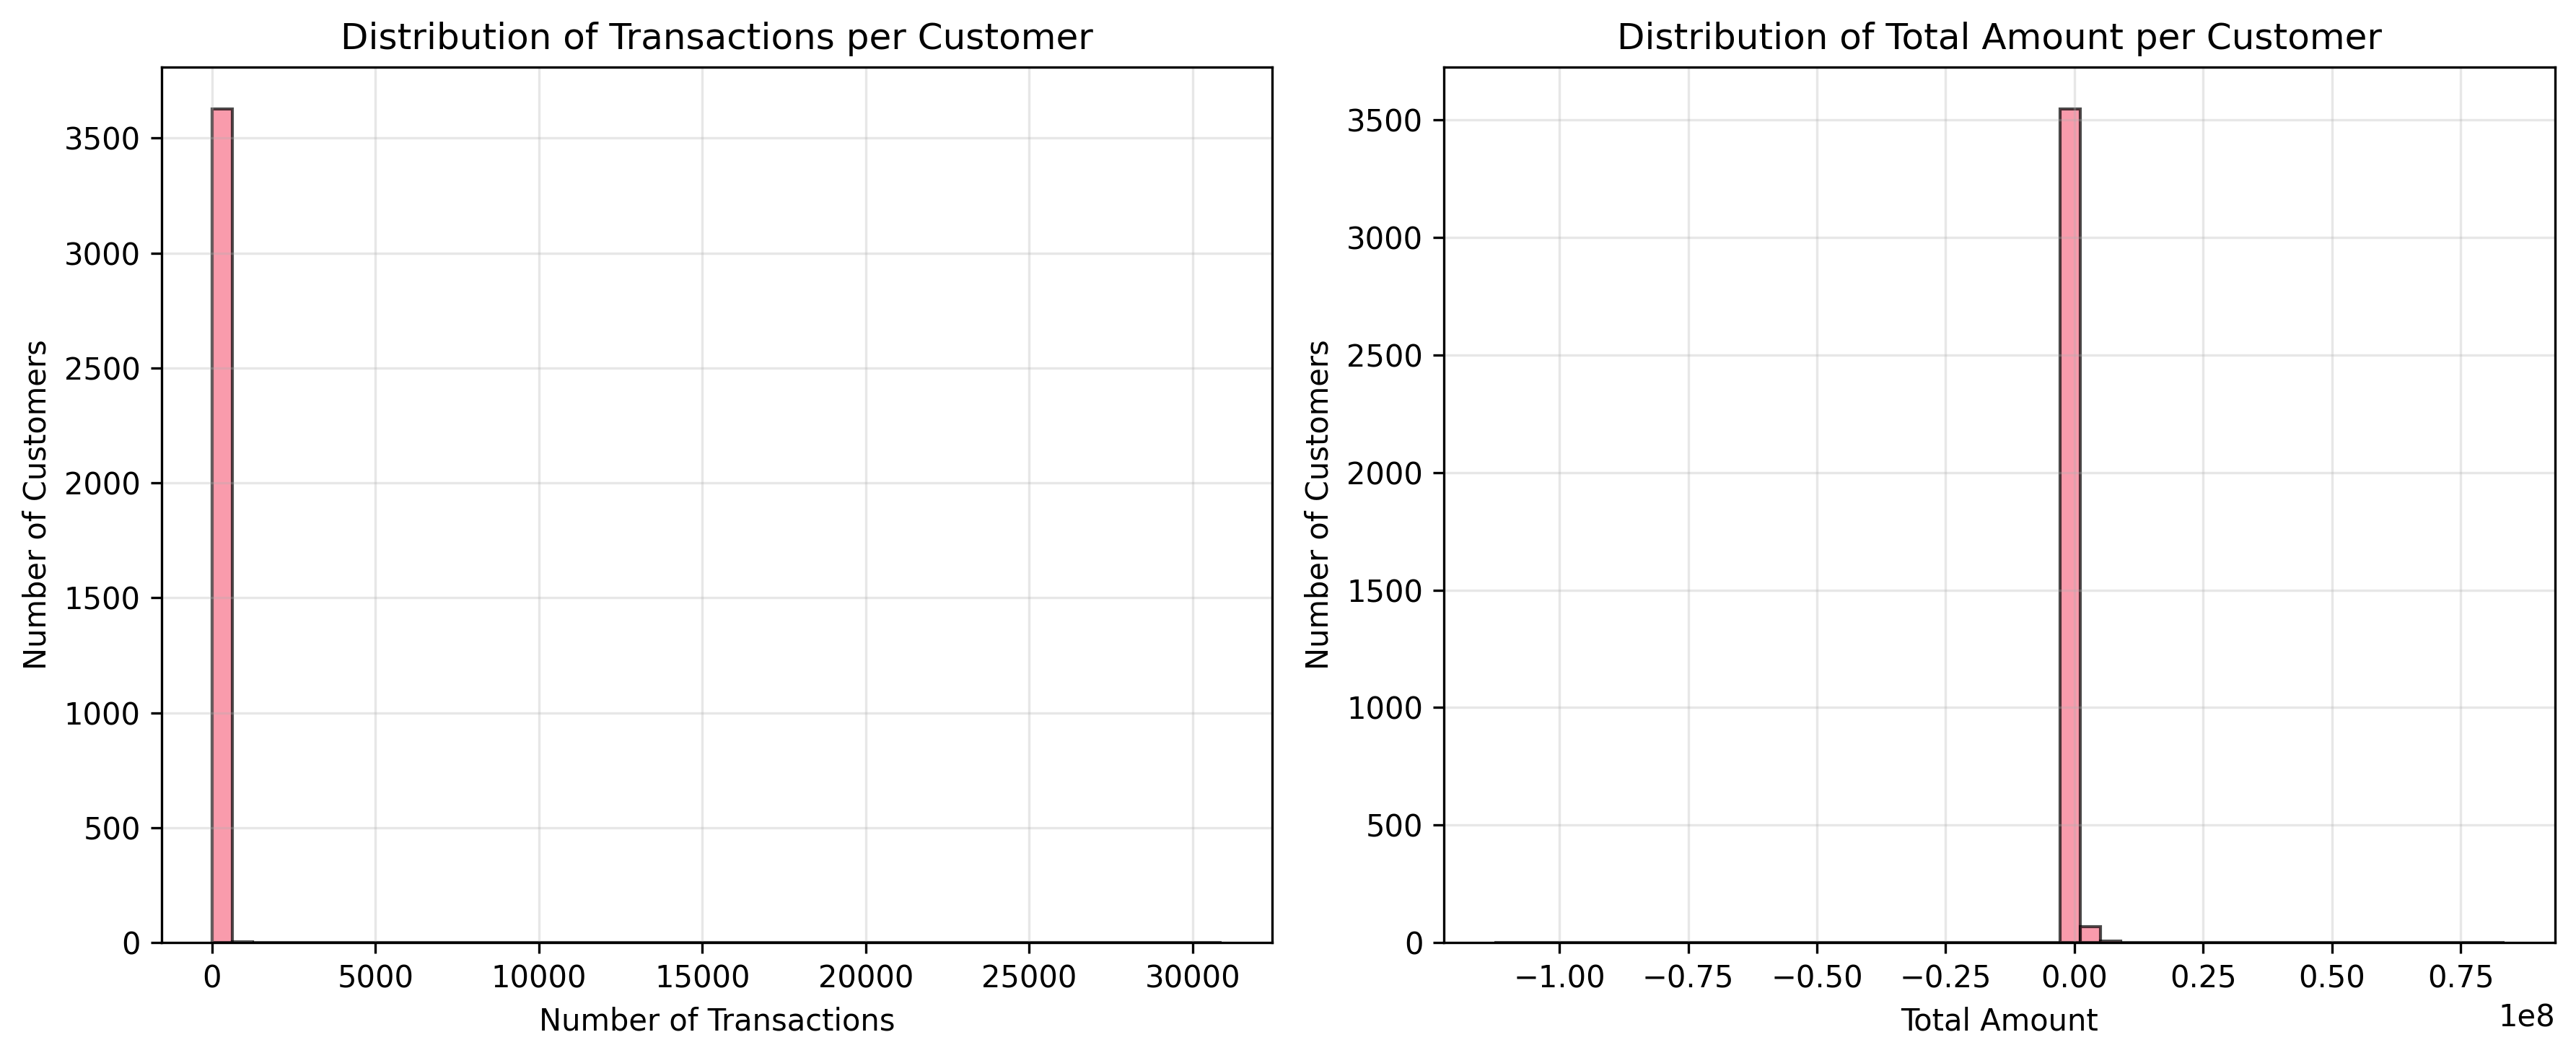 Distribution of Transactions per Customer
3500
3000
2500
2000
1500
1000
500
0
Number of Customers
0 5000 10000 15000 20000 25000 30000
Number of Transactions
Distribution of Total Amount per Customer
3500
3000
2500
2000
1500
1000
500
0
Number of Customers
−1.00 −0.75 −0.50 −0.25 0.00 0.25 0.50 0.75
1e8
Total Amount